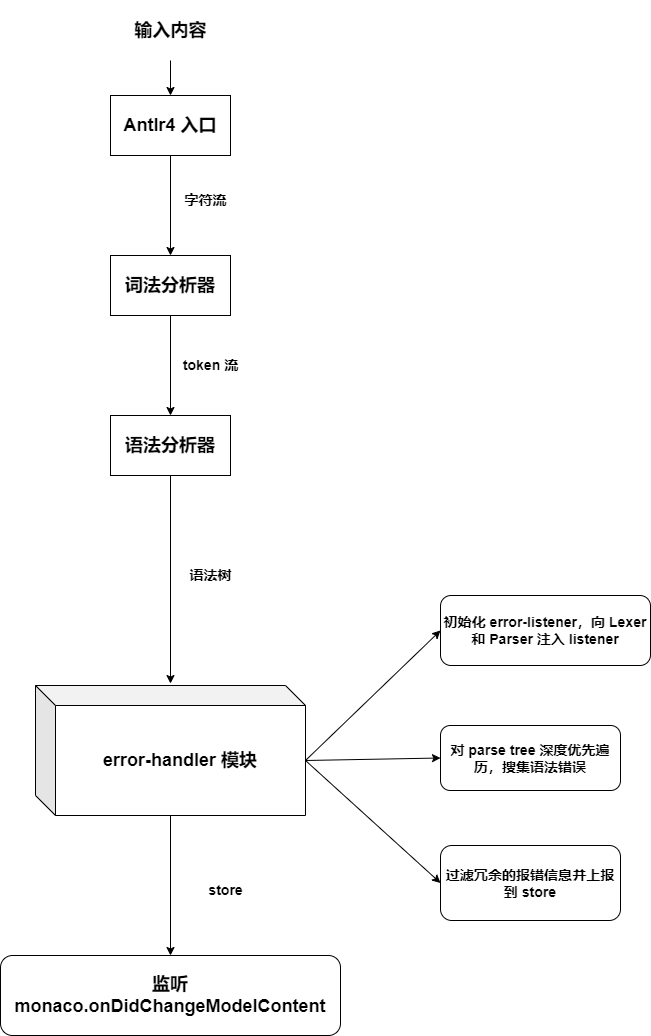 输入内容
Antlr4 入口
字符流
词法分析器
token 流
语法分析器
语法树
初始化 error-listener，向 Lexer
和 Parser 注入 listener
error-handler 模块
对 parse tree 深度优先遍
历，搜集语法错误
过滤冗余的报错信息并上报
到 store
store
监听
monaco.onDidChangeModelContent